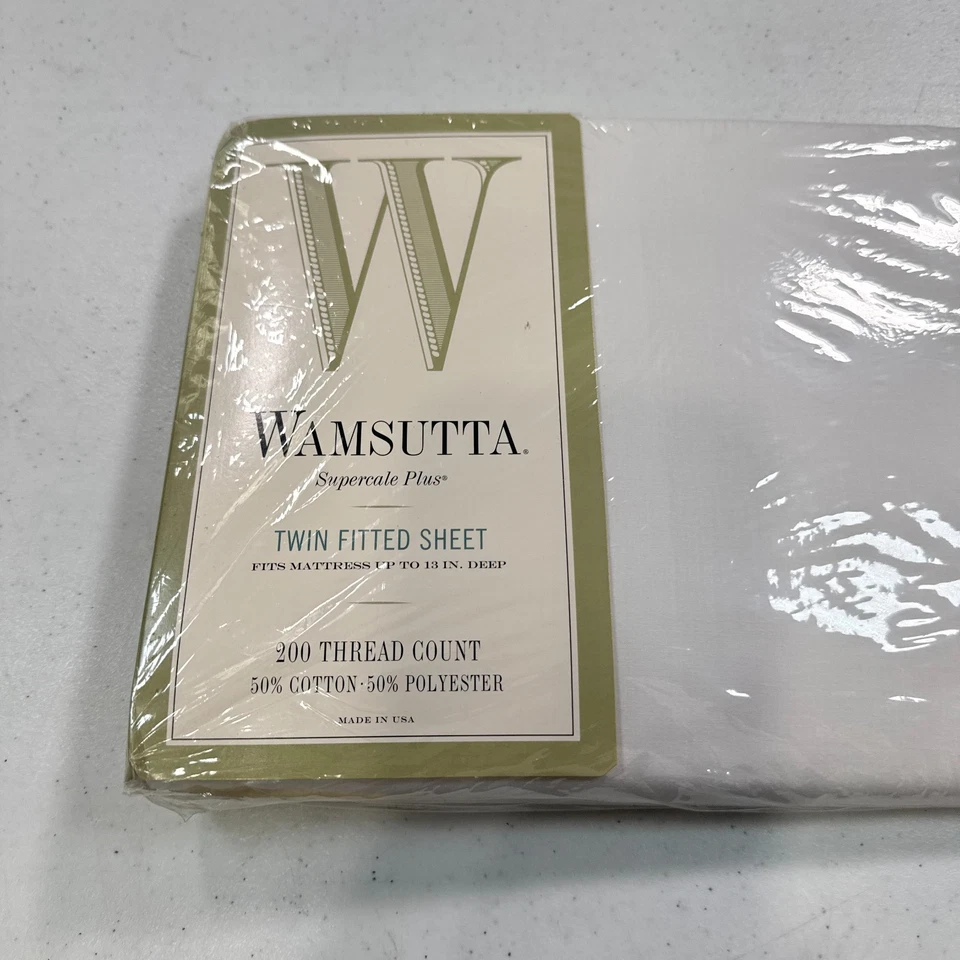 W
WAMSUTTA®
Supercale Plus®
TWIN FITTED SHEET
FITS MATTRESS UP TO 13 IN. DEEP
200 THREAD COUNT
50% COTTON·50% POLYESTER
MADE IN USA